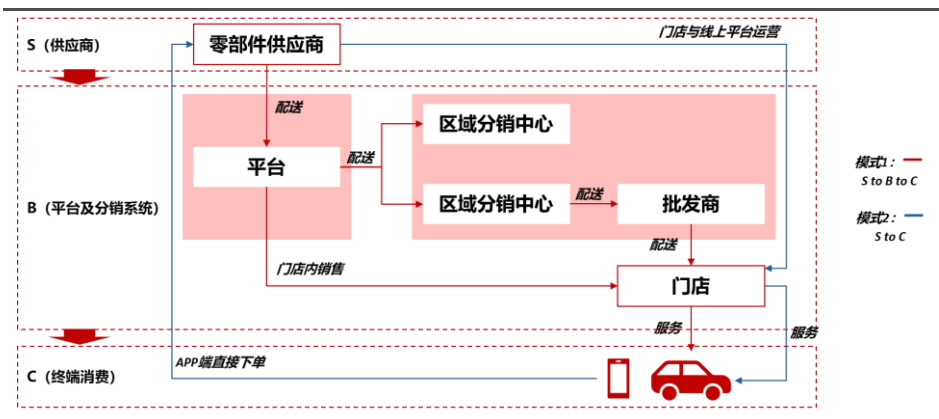 S（供应商）
零部件供应商
门店与线上平台运营
配送
区域分销中心
平台
配送
模式1：
S to B to C
B（平台及分销系统）
区域分销中心
配送
批发商
模式2：
S to C
配送
门店内销售
门店
服务
服务
APP端直接下单
C（终端消费）